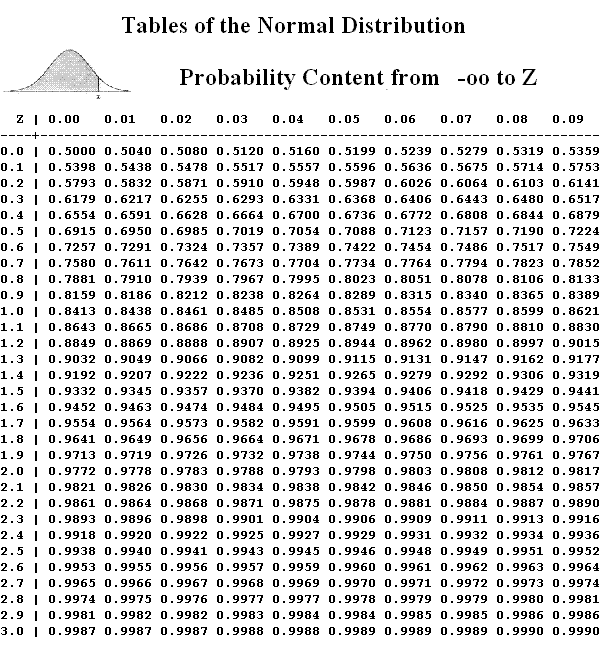 Tables of the Normal Distribution
Probability Content from -oo to Z
z
Z | 0.00 0.01 0.02 0.03 0.04 0.05 0.06 0.07 0.08 0.09
0.0 | 0.5000 0.5040 0.5080 0.5120 0.5160 0.5199 0.5239 0.5279 0.5319 0.5359
0.1 | 0.5398 0.5438 0.5478 0.5517 0.5557 0.5596 0.5636 0.5675 0.5714 0.5753
0.2 | 0.5793 0.5832 0.5871 0.5910 0.5948 0.5987 0.6026 0.6064 0.6103 0.6141
0.3 | 0.6179 0.6217 0.6255 0.6293 0.6331 0.6368 0.6406 0.6443 0.6480 0.6517
0.4 | 0.6554 0.6591 0.6628 0.6664 0.6700 0.6736 0.6772 0.6808 0.6844 0.6879
0.5 | 0.6915 0.6950 0.6985 0.7019 0.7054 0.7088 0.7123 0.7157 0.7190 0.7224
0.6 | 0.7257 0.7291 0.7324 0.7357 0.7389 0.7422 0.7454 0.7486 0.7517 0.7549
0.7 | 0.7580 0.7611 0.7642 0.7673 0.7704 0.7734 0.7764 0.7794 0.7823 0.7852
0.8 | 0.7881 0.7910 0.7939 0.7967 0.7995 0.8023 0.8051 0.8078 0.8106 0.8133
0.9 | 0.8159 0.8186 0.8212 0.8238 0.8264 0.8289 0.8315 0.8340 0.8365 0.8389
1.0 | 0.8413 0.8438 0.8461 0.8485 0.8508 0.8531 0.8554 0.8577 0.8599 0.8621
1.1 | 0.8643 0.8665 0.8686 0.8708 0.8729 0.8749 0.8770 0.8790 0.8810 0.8830
1.2 | 0.8849 0.8869 0.8888 0.8907 0.8925 0.8944 0.8962 0.8980 0.8997 0.9015
1.3 | 0.9032 0.9049 0.9066 0.9082 0.9099 0.9115 0.9131 0.9147 0.9162 0.9177
1.4 | 0.9192 0.9207 0.9222 0.9236 0.9251 0.9265 0.9279 0.9292 0.9306 0.9319
1.5 | 0.9332 0.9345 0.9357 0.9370 0.9382 0.9394 0.9406 0.9418 0.9429 0.9441
1.6 | 0.9452 0.9463 0.9474 0.9484 0.9495 0.9505 0.9515 0.9525 0.9535 0.9545
1.7 | 0.9554 0.9564 0.9573 0.9582 0.9591 0.9599 0.9608 0.9616 0.9625 0.9633
1.8 | 0.9641 0.9649 0.9656 0.9664 0.9671 0.9678 0.9686 0.9693 0.9699 0.9706
1.9 | 0.9713 0.9719 0.9726 0.9732 0.9738 0.9744 0.9750 0.9756 0.9761 0.9767
2.0 | 0.9772 0.9778 0.9783 0.9788 0.9793 0.9798 0.9803 0.9808 0.9812 0.9817
2.1 | 0.9821 0.9826 0.9830 0.9834 0.9838 0.9842 0.9846 0.9850 0.9854 0.9857
2.2 | 0.9861 0.9864 0.9868 0.9871 0.9875 0.9878 0.9881 0.9884 0.9887 0.9890
2.3 | 0.9893 0.9896 0.9898 0.9901 0.9904 0.9906 0.9909 0.9911 0.9913 0.9916
2.4 | 0.9918 0.9920 0.9922 0.9925 0.9927 0.9929 0.9931 0.9932 0.9934 0.9936
2.5 | 0.9938 0.9940 0.9941 0.9943 0.9945 0.9946 0.9948 0.9949 0.9951 0.9952
2.6 | 0.9953 0.9955 0.9956 0.9957 0.9959 0.9960 0.9961 0.9962 0.9963 0.9964
2.7 | 0.9965 0.9966 0.9967 0.9968 0.9969 0.9970 0.9971 0.9972 0.9973 0.9974
2.8 | 0.9974 0.9975 0.9976 0.9977 0.9977 0.9978 0.9979 0.9979 0.9980 0.9981
2.9 | 0.9981 0.9982 0.9982 0.9983 0.9984 0.9984 0.9985 0.9985 0.9986 0.9986
3.0 | 0.9987 0.9987 0.9987 0.9988 0.9988 0.9989 0.9989 0.9989 0.9990 0.9990